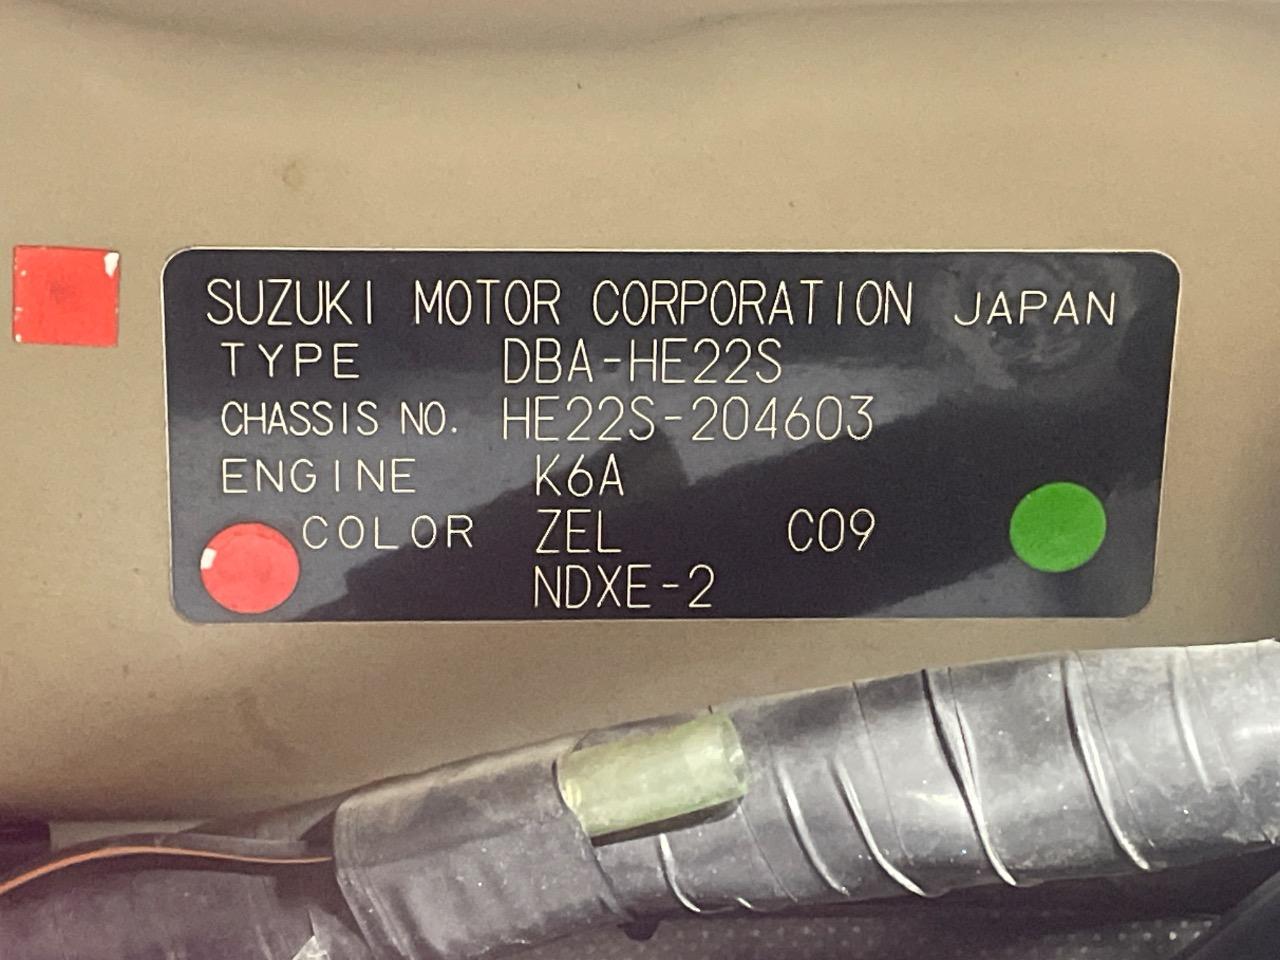 SUZUKI MOTOR CORPORATION JAPAN
TYPE DBA-HE22S
CHASSIS NO. HE22S-204603
ENGINE K6A
COLOR ZEL C09
NDXE-2